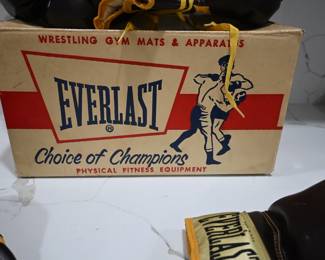 WRESTLING GYM MATS & APPARATUS
EVERLAST
®
Choice of Champions
PHYSICAL FITNESS EQUIPMENT
EVERLAST